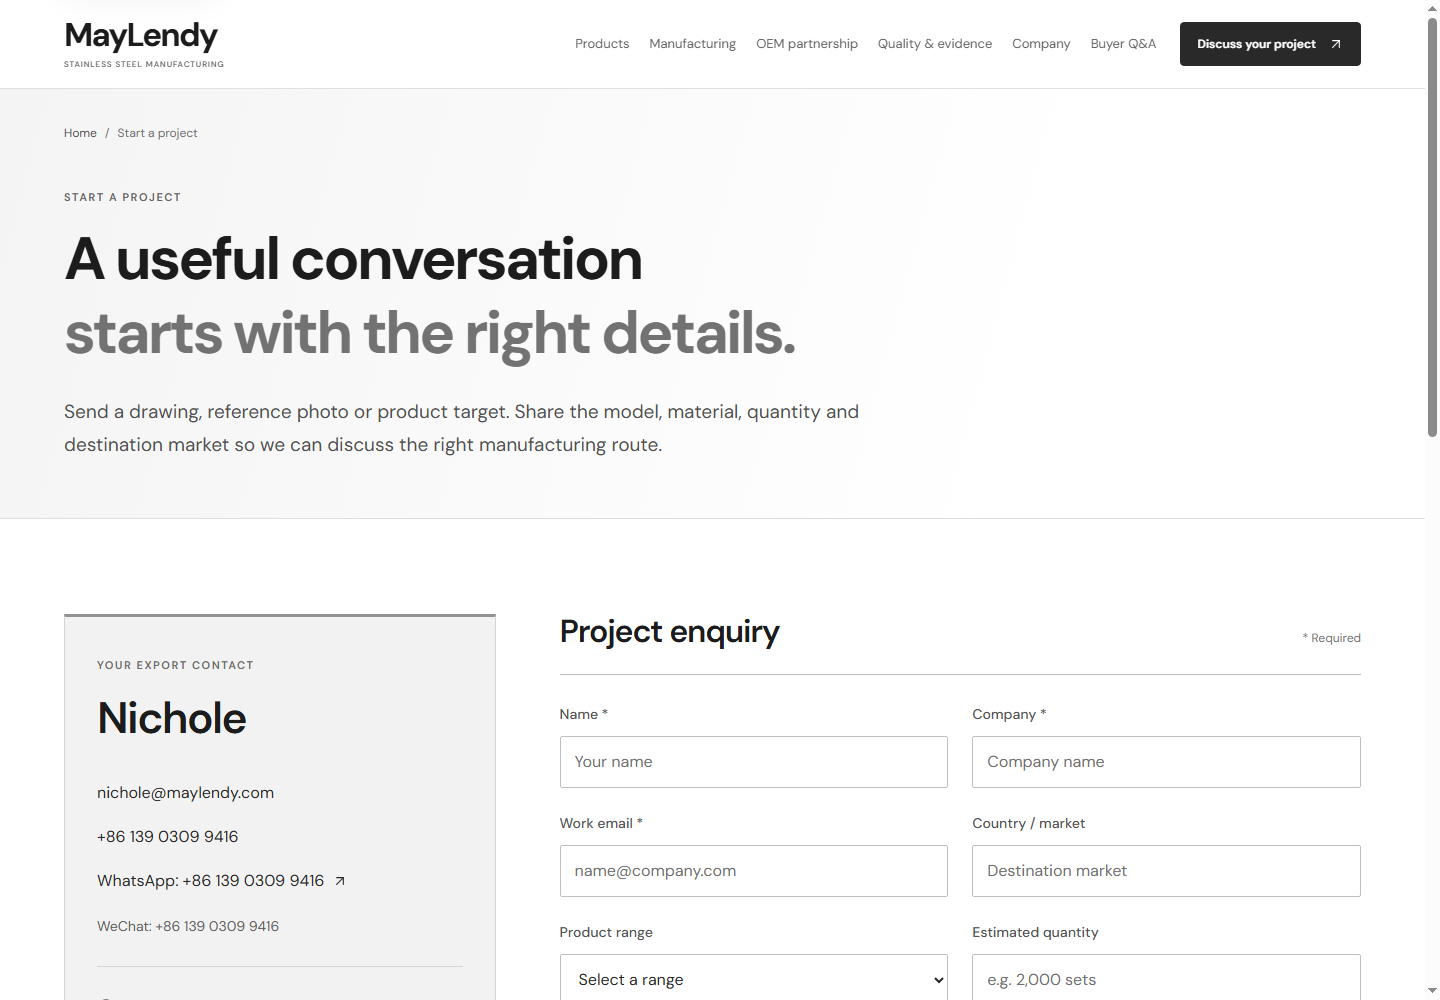 MayLendy
STAINLESS STEEL MANUFACTURING
Products
Manufacturing
OEM partnership
Quality & evidence
Company
Buyer Q&A
Discuss your project
Home / Start a project
START A PROJECT
A useful conversation
starts with the right details.
Send a drawing, reference photo or product target. Share the model, material, quantity and
destination market so we can discuss the right manufacturing route.
YOUR EXPORT CONTACT
Nichole
nichole@maylendy.com
+86 139 0309 9416
WhatsApp: +86 139 0309 9416
WeChat: +86 139 0309 9416
Project enquiry
* Required
Name *
Your name
Company *
Company name
Work email *
name@company.com
Country / market
Destination market
Product range
Select a range
Estimated quantity
e.g. 2,000 sets